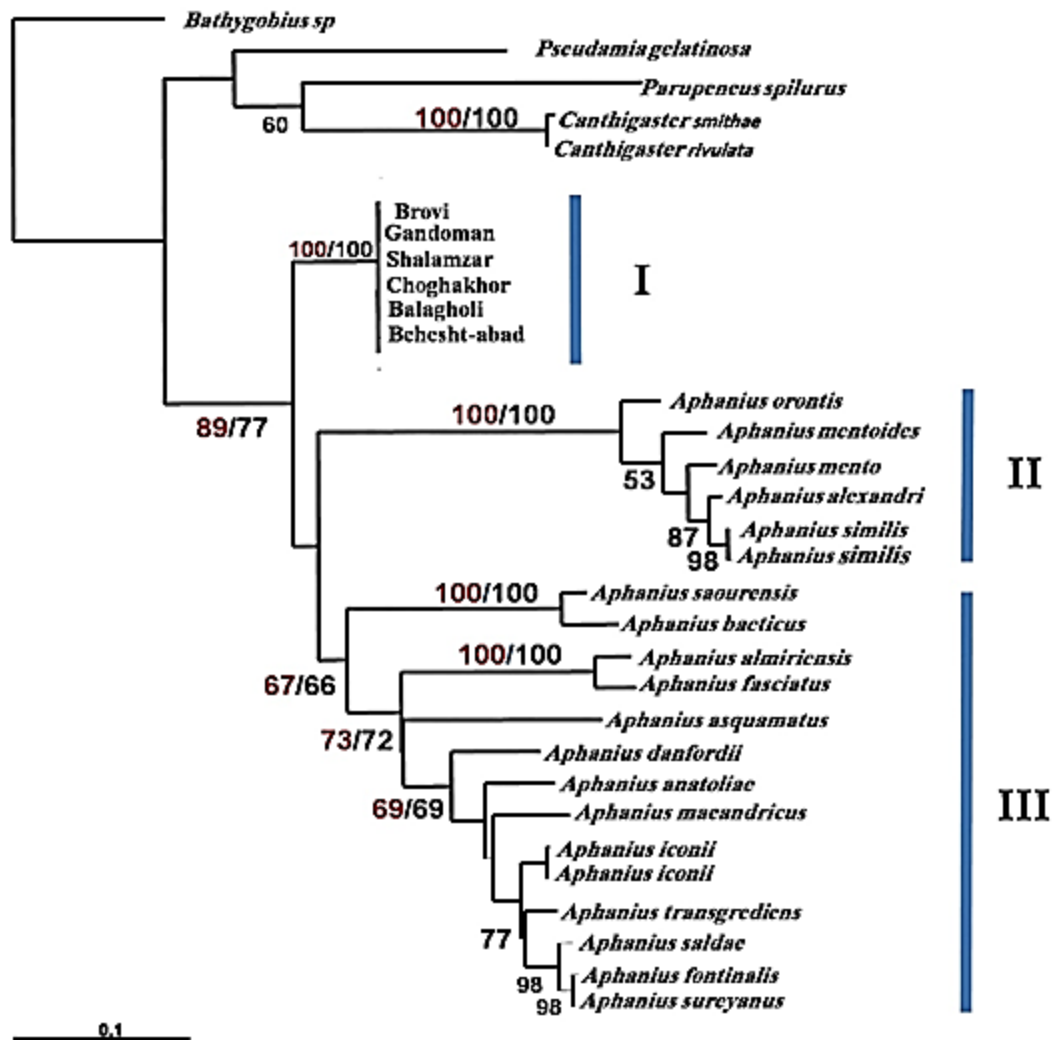 Bathygobius sp
Pseudamia gelatinosa
Parupeneus spilurus
60
100/100
Canthigaster smithae
Canthigaster rivulata
Brovi
Gandoman
100/100
Shalamzar
Choghakhor
Balagholi
Behesht-abad
I
89/77
100/100
Aphanius orontis
Aphanius mentoides
Aphanius mento
53
Aphanius alexandri
87
Aphanius similis
98
Aphanius similis
II
100/100
Aphanius saourensis
Aphanius baeticus
100/100
Aphanius almiriensis
67/66
Aphanius fasciatus
Aphanius asquamatus
73/72
Aphanius danfordii
Aphanius anatoliae
69/69
Aphanius maeandricus
III
Aphanius iconii
Aphanius iconii
Aphanius transgrediens
77
Aphanius saldae
Aphanius fontinalis
98
Aphanius sureyanus
98
0.1